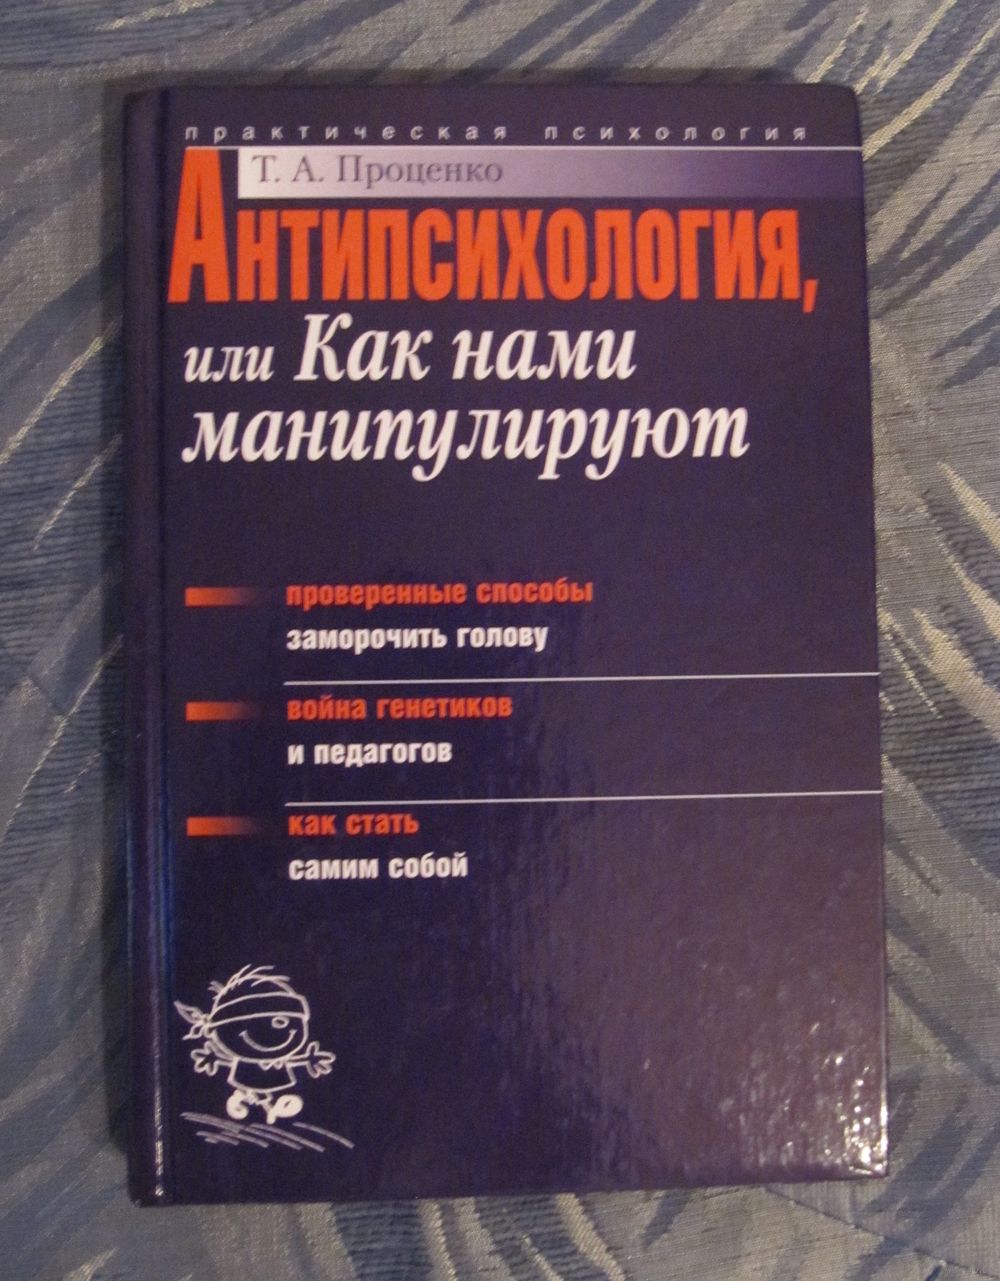 практическая психология
Т. А. Проценко
Антипсихология,
или Как нами
манипулируют
проверенные способы
заморочить голову
война генетиков
и педагогов
как стать
самим собой